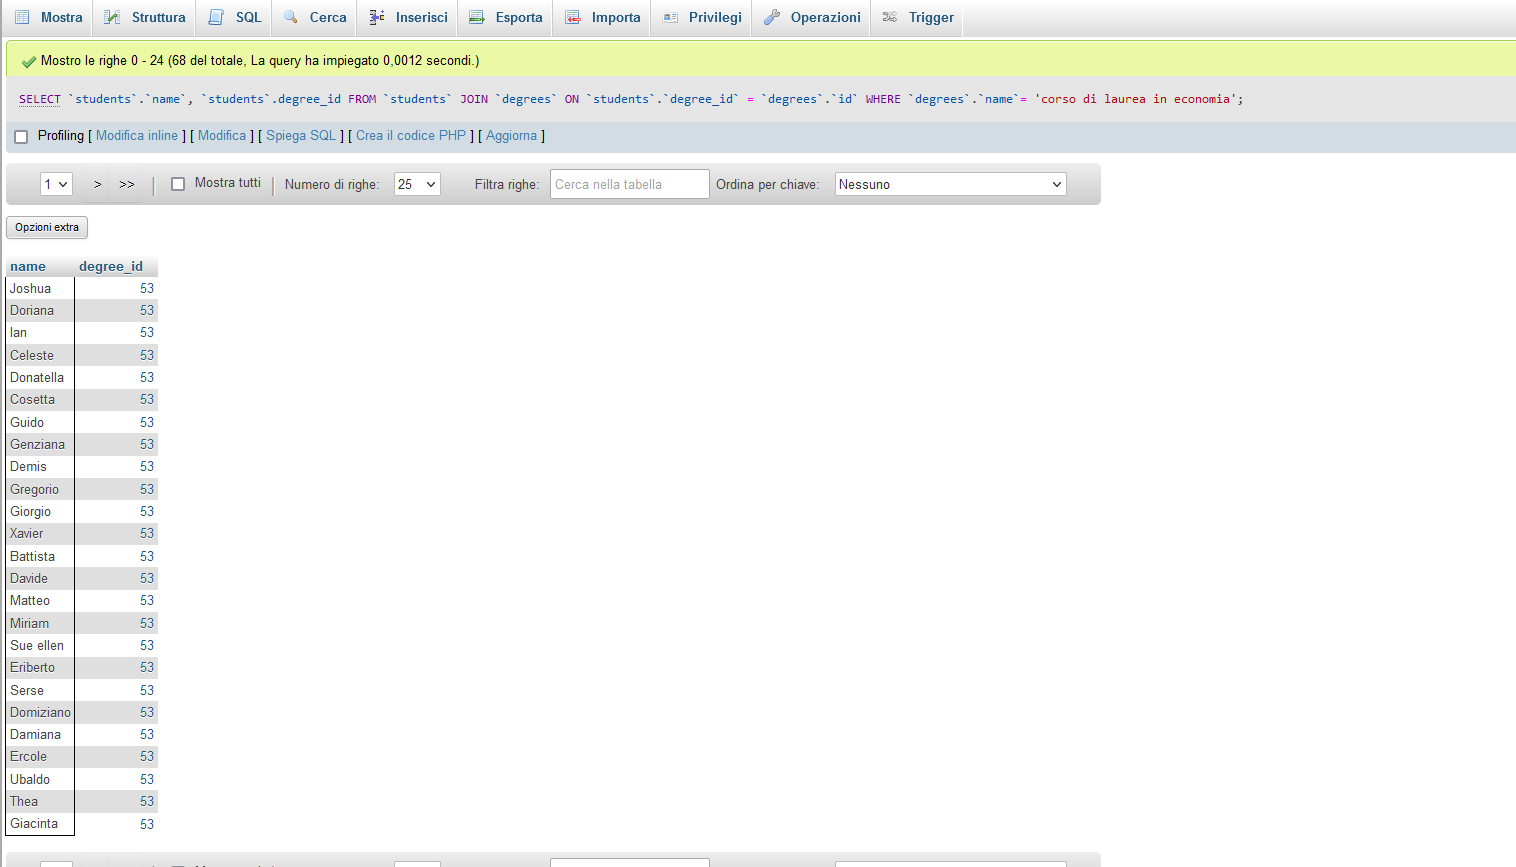 Mostra Struttura SQL Cerca Inserisci Esporta Importa Privilegi Operazioni Trigger
Mostro le righe 0 - 24 (68 del totale, La query ha impiegato 0,0012 secondi.)
SELECT `students`.`name`, `students`.degree_id FROM `students` JOIN `degrees` ON `students`.`degree_id` = `degrees`.`id` WHERE `degrees`.`name`= 'corso di laurea in economia';
Profiling [ Modifica inline ] [ Modifica ] [ Spiega SQL ] [ Crea il codice PHP ] [ Aggiorna ]
1 > >> | Mostra tutti | Numero di righe: 25 Filtra righe: Cerca nella tabella Ordina per chiave: Nessuno
Opzioni extra
name degree_id
Joshua 53
Doriana 53
Ian 53
Celeste 53
Donatella 53
Cosetta 53
Guido 53
Genziana 53
Demis 53
Gregorio 53
Giorgio 53
Xavier 53
Battista 53
Davide 53
Matteo 53
Miriam 53
Sue ellen 53
Eriberto 53
Serse 53
Domiziano 53
Damiana 53
Ercole 53
Ubaldo 53
Thea 53
Giacinta 53